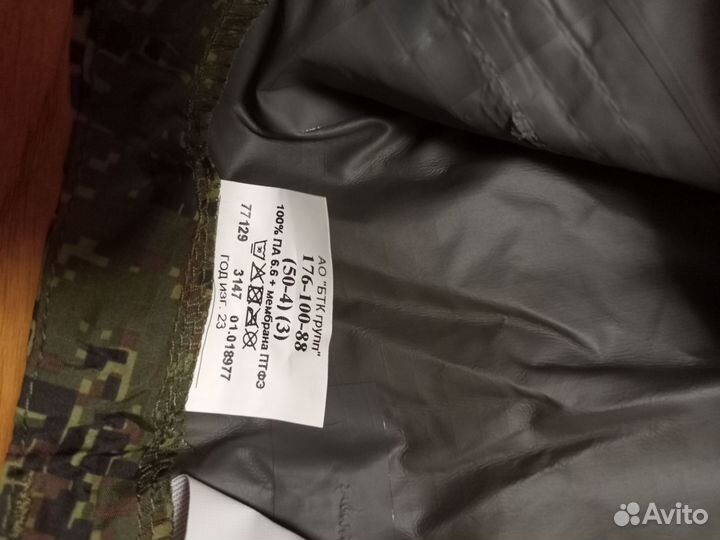 АО "БТК групп"
176-100-88
(50-4) (3)
100% ПА 6.6 + мембрана ПТФЭ
77129 3147 01.018977
ГОД ИЗГ. 23
Avito